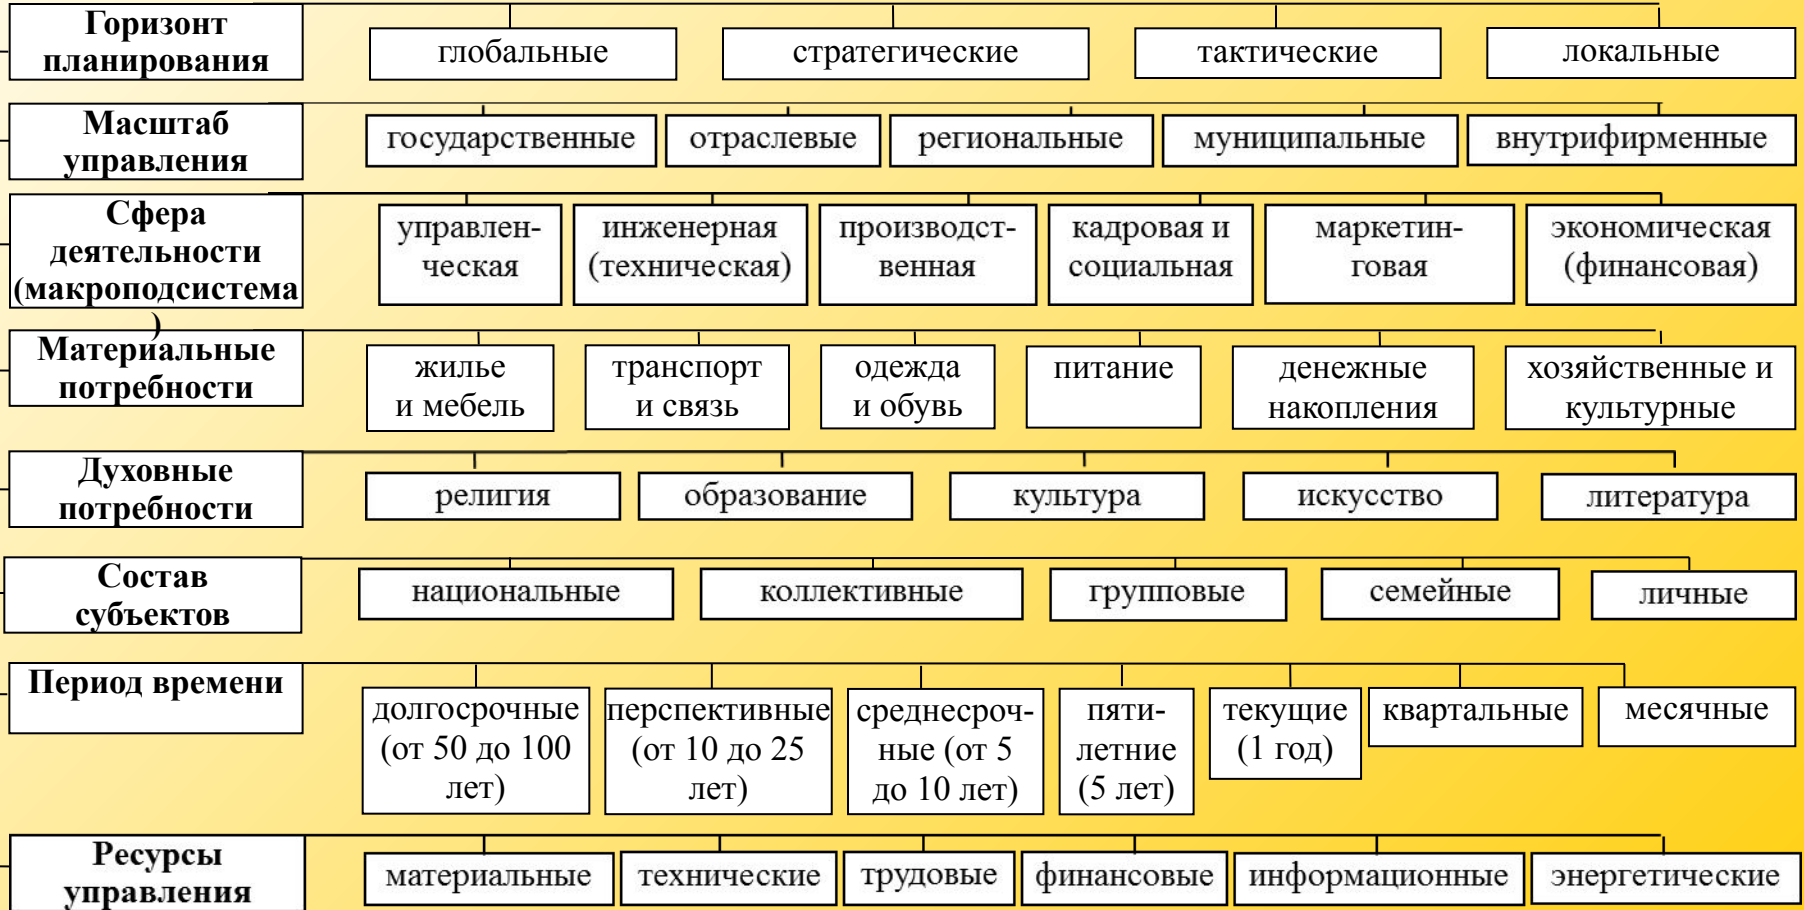 Горизонт
планирования
глобальные
стратегические
тактические
локальные
Масштаб
управления
государственные
отраслевые
региональные
муниципальные
внутрифирменные
Сфера
деятельности
(макроподсистема
)
управлен-
ческая
инженерная
(техническая)
производст-
венная
кадровая и
социальная
маркетин-
говая
экономическая
(финансовая)
Материальные
потребности
жилье
и мебель
транспорт
и связь
одежда
и обувь
питание
денежные
накопления
хозяйственные и
культурные
Духовные
потребности
религия
образование
культура
искусство
литература
Состав
субъектов
национальные
коллективные
групповые
семейные
личные
Период времени
долгосрочные
(от 50 до 100
лет)
перспективные
(от 10 до 25
лет)
среднесроч-
ные (от 5
до 10 лет)
пяти-
летние
(5 лет)
текущие
(1 год)
квартальные
месячные
Ресурсы
управления
материальные
технические
трудовые
финансовые
информационные
энергетические